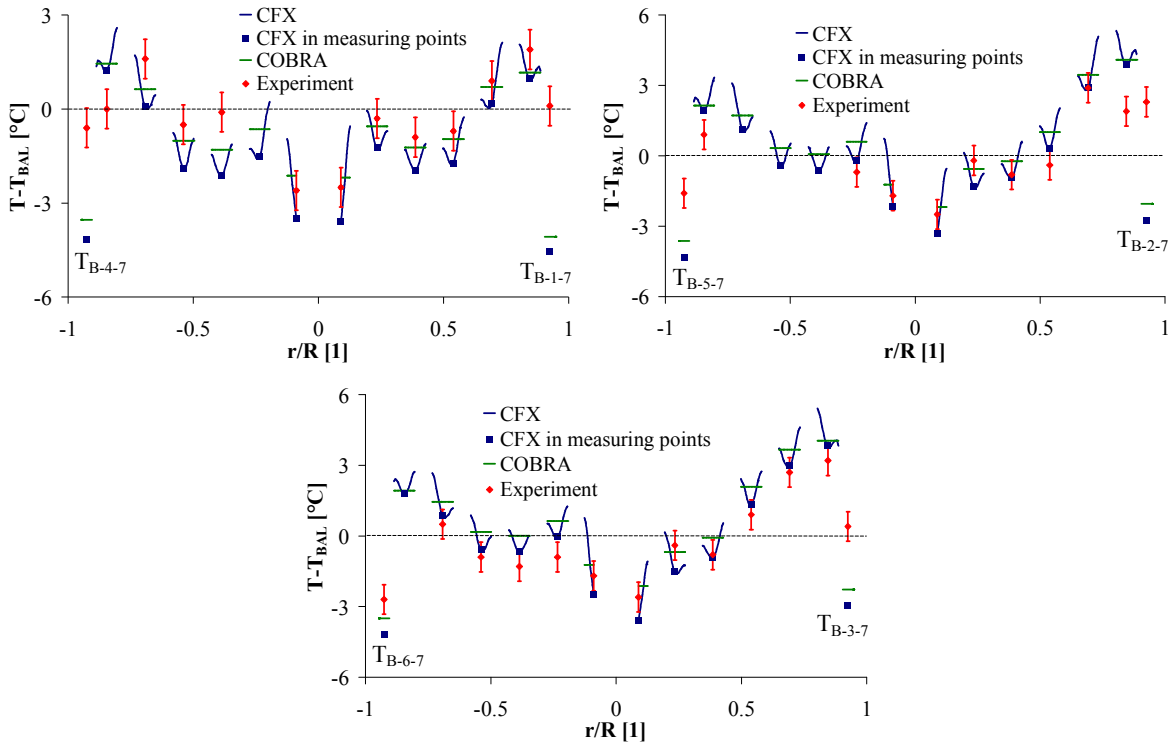 3
0
-3
-6
T-T_BAL [°C]
CFX
CFX in measuring points
COBRA
Experiment
T_B-4-7
T_B-1-7
-1
-0.5
0
0.5
1
r/R [1]
6
3
0
-3
-6
T-T_BAL [°C]
CFX
CFX in measuring points
COBRA
Experiment
T_B-5-7
T_B-2-7
-1
-0.5
0
0.5
1
r/R [1]
6
3
0
-3
-6
T-T_BAL [°C]
CFX
CFX in measuring points
COBRA
Experiment
T_B-6-7
T_B-3-7
-1
-0.5
0
0.5
1
r/R [1]